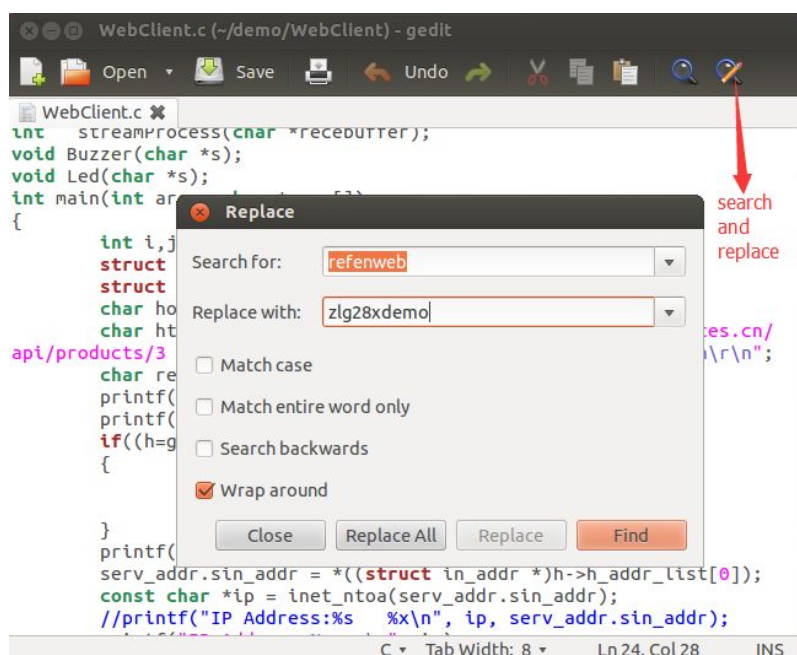 WebClient.c (~/demo/WebClient) - gedit
Open Save Undo
WebClient.c
int streamProcess(char *recebuffer);
void Buzzer(char *s);
void Led(char *s);
int main(int
{
int i,j
struct
struct
char ho
char ht
es.cn/
api/products/3
\r\n";
char re
printf(
printf(
if((h=g
{
}
printf(
serv_addr.sin_addr = *((struct in_addr *)h->h_addr_list[0]);
const char *ip = inet_ntoa(serv_addr.sin_addr);
//printf("IP Address:%s %x\n", ip, serv_addr.sin_addr);
Replace
Search for: refenweb
Replace with: zlg28xdemo
Match case
Match entire word only
Search backwards
Wrap around
Close Replace All Replace Find
search
and
replace
C Tab Width: 8 Ln 24, Col 28 INS